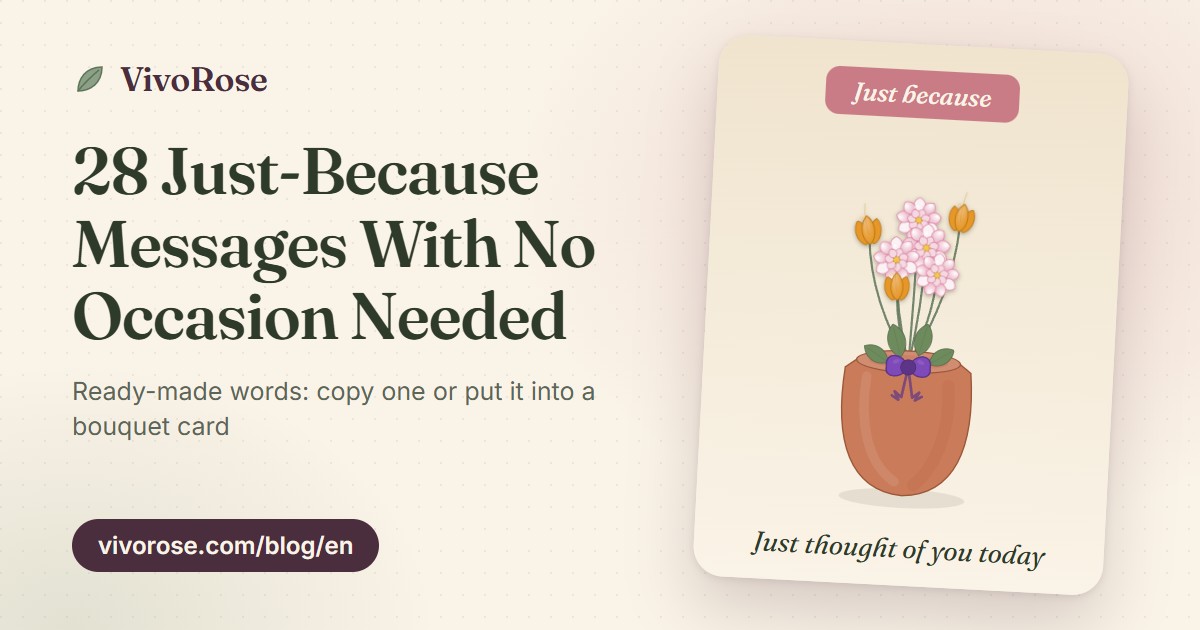 VivoRose
28 Just-Because
Messages With No
Occasion Needed
Ready-made words: copy one or put it into a
bouquet card
vivorose.com/blog/en
Just because
Just thought of you today